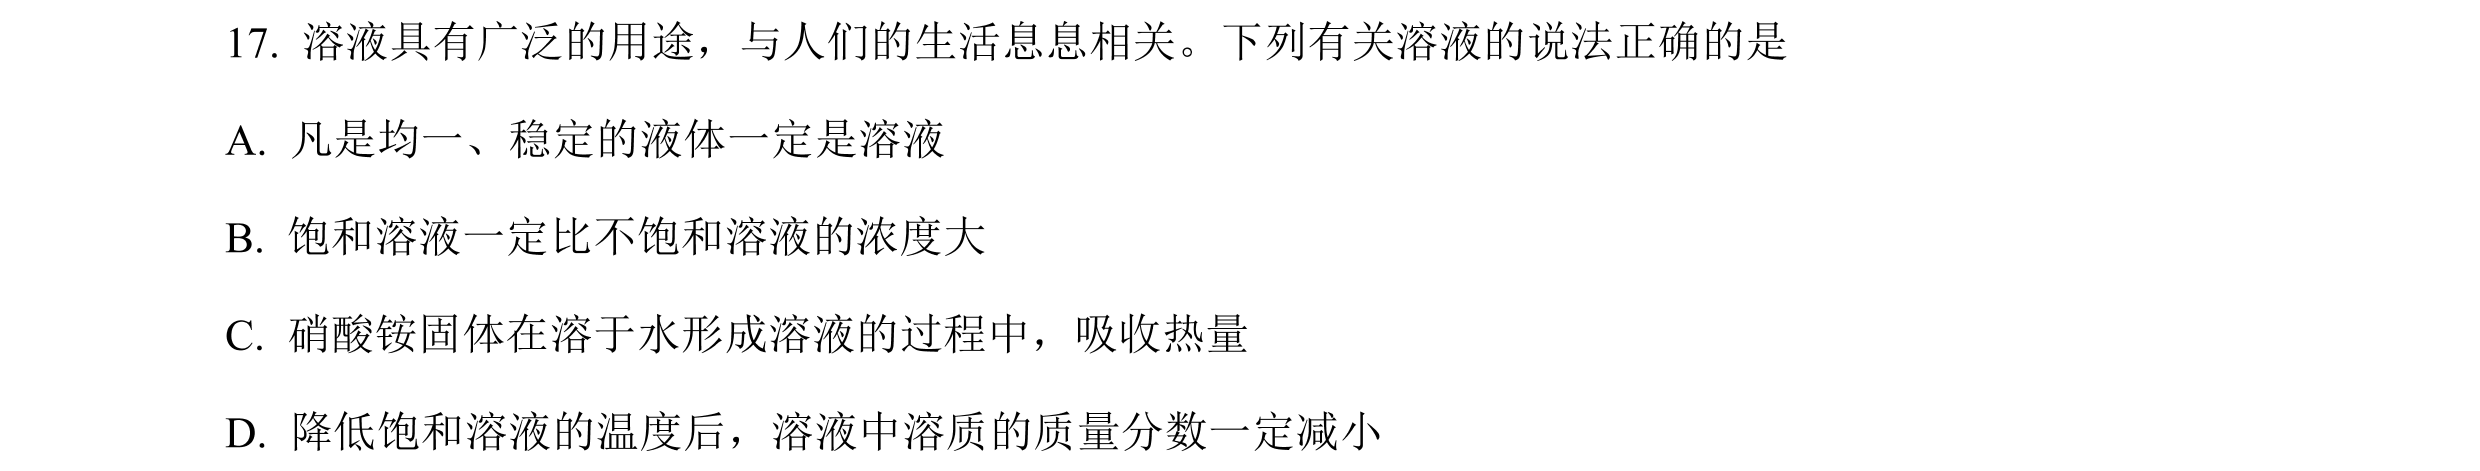 17. 溶液具有广泛的用途，与人们的生活息息相关。下列有关溶液的说法正确的是
A. 凡是均一、稳定的液体一定是溶液
B. 饱和溶液一定比不饱和溶液的浓度大
C. 硝酸铵固体在溶于水形成溶液的过程中，吸收热量
D. 降低饱和溶液的温度后，溶液中溶质的质量分数一定减小